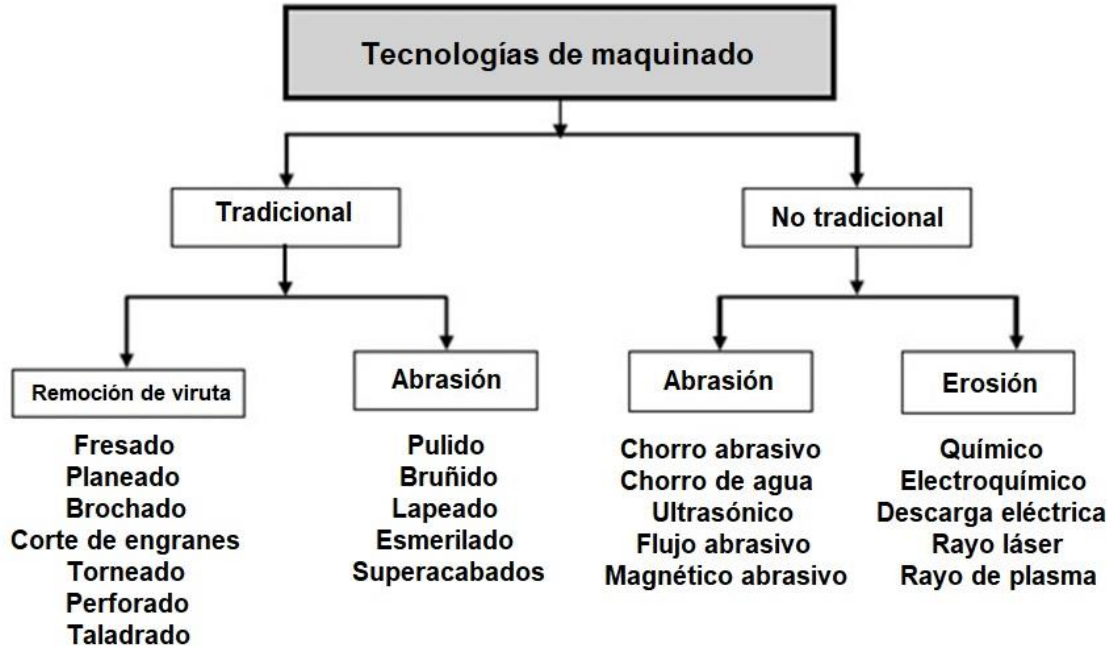 Tecnologías de maquinado
Tradicional
No tradicional
Remoción de viruta
Fresado
Planeado
Brochado
Corte de engranes
Torneado
Perforado
Taladrado
Abrasión
Pulido
Bruñido
Lapeado
Esmerilado
Superacabados
Abrasión
Chorro abrasivo
Chorro de agua
Ultrasónico
Flujo abrasivo
Magnético abrasivo
Erosión
Químico
Electroquímico
Descarga eléctrica
Rayo láser
Rayo de plasma